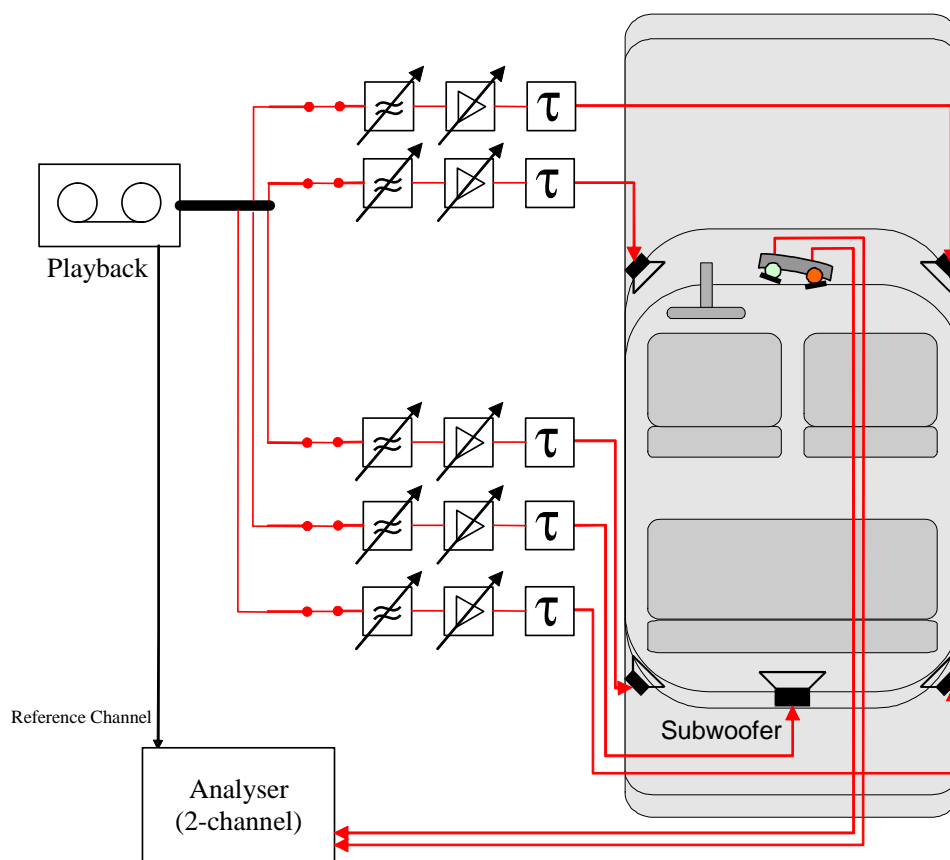 τ
τ
Playback
τ
τ
τ
Reference Channel
Subwoofer
Analyser
(2-channel)